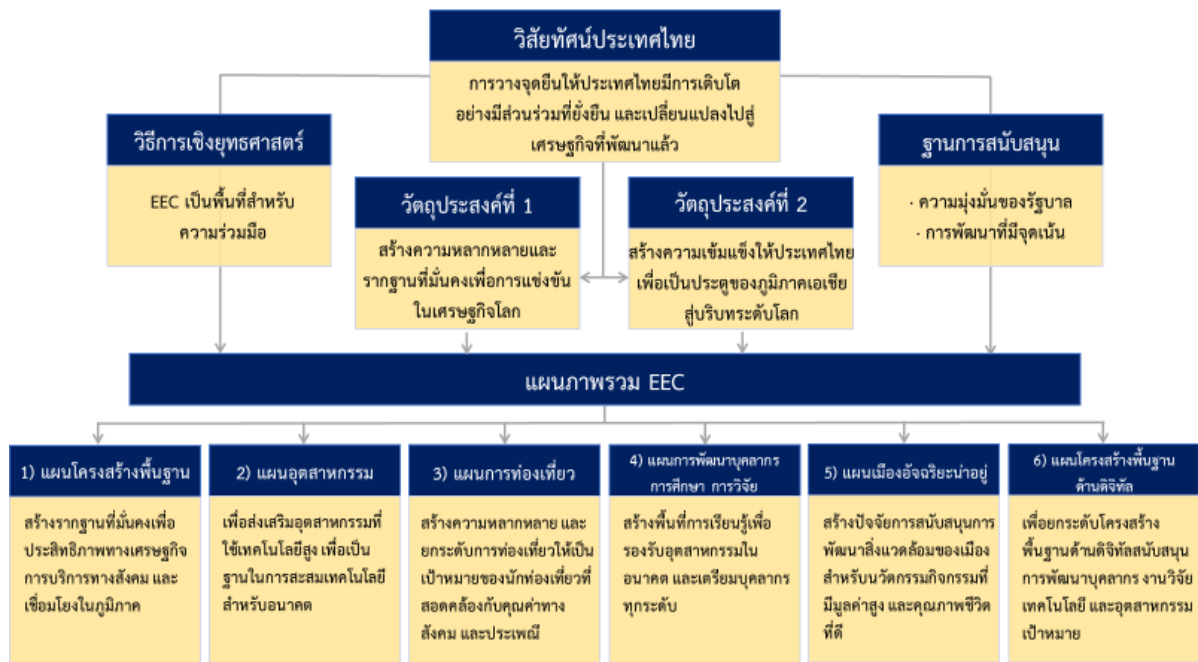 วิสัยทัศน์ประเทศไทย
การวางจุดยืนให้ประเทศไทยมีการเติบโต
อย่างมีส่วนร่วมที่ยั่งยืน และเปลี่ยนแปลงไปสู่
เศรษฐกิจที่พัฒนาแล้ว
วิธีการเชิงยุทธศาสตร์
EEC เป็นพื้นที่สำหรับ
ความร่วมมือ
ฐานการสนับสนุน
· ความมุ่งมั่นของรัฐบาล
· การพัฒนาที่มีจุดเน้น
วัตถุประสงค์ที่ 1
สร้างความหลากหลายและ
รากฐานที่มั่นคงเพื่อการแข่งขัน
ในเศรษฐกิจโลก
วัตถุประสงค์ที่ 2
สร้างความเข้มแข็งให้ประเทศไทย
เพื่อเป็นประตูของภูมิภาคเอเชีย
สู่บริบทระดับโลก
แผนภาพรวม EEC
1) แผนโครงสร้างพื้นฐาน
สร้างรากฐานที่มั่นคงเพื่อ
ประสิทธิภาพทางเศรษฐกิจ
การบริการทางสังคม และ
เชื่อมโยงในภูมิภาค
2) แผนอุตสาหกรรม
เพื่อส่งเสริมอุตสาหกรรมที่
ใช้เทคโนโลยีสูง เพื่อเป็น
ฐานในการสะสมเทคโนโลยี
สำหรับอนาคต
3) แผนการท่องเที่ยว
สร้างความหลากหลาย และ
ยกระดับการท่องเที่ยวให้เป็น
เป้าหมายของนักท่องเที่ยวที่
สอดคล้องกับคุณค่าทาง
สังคม และประเพณี
4) แผนการพัฒนาบุคลากร
การศึกษา การวิจัย
สร้างพื้นที่การเรียนรู้เพื่อ
รองรับอุตสาหกรรมใน
อนาคต และเตรียมบุคลากร
ทุกระดับ
5) แผนเมืองอัจฉริยะน่าอยู่
สร้างปัจจัยการสนับสนุนการ
พัฒนาสิ่งแวดล้อมของเมือง
สำหรับนวัตกรรมกิจกรรมที่
มีมูลค่าสูง และคุณภาพชีวิต
ที่ดี
6) แผนโครงสร้างพื้นฐาน
ด้านดิจิทัล
เพื่อยกระดับโครงสร้าง
พื้นฐานด้านดิจิทัลสนับสนุน
การพัฒนาบุคลากร งานวิจัย
เทคโนโลยี และอุตสาหกรรม
เป้าหมาย